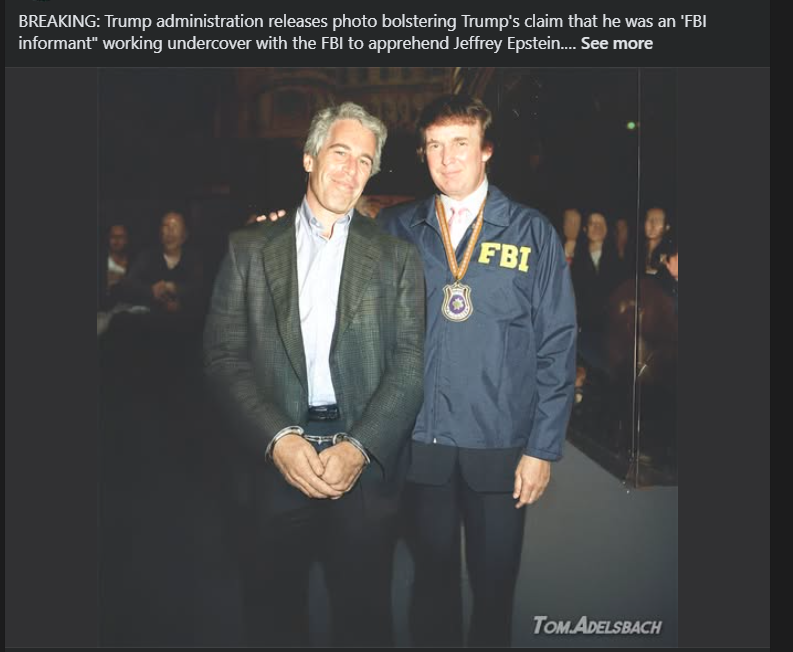 BREAKING: Trump administration releases photo bolstering Trump's claim that he was an 'FBI
informant" working undercover with the FBI to apprehend Jeffrey Epstein.... See more
FBI
TOM.ADELSBACH